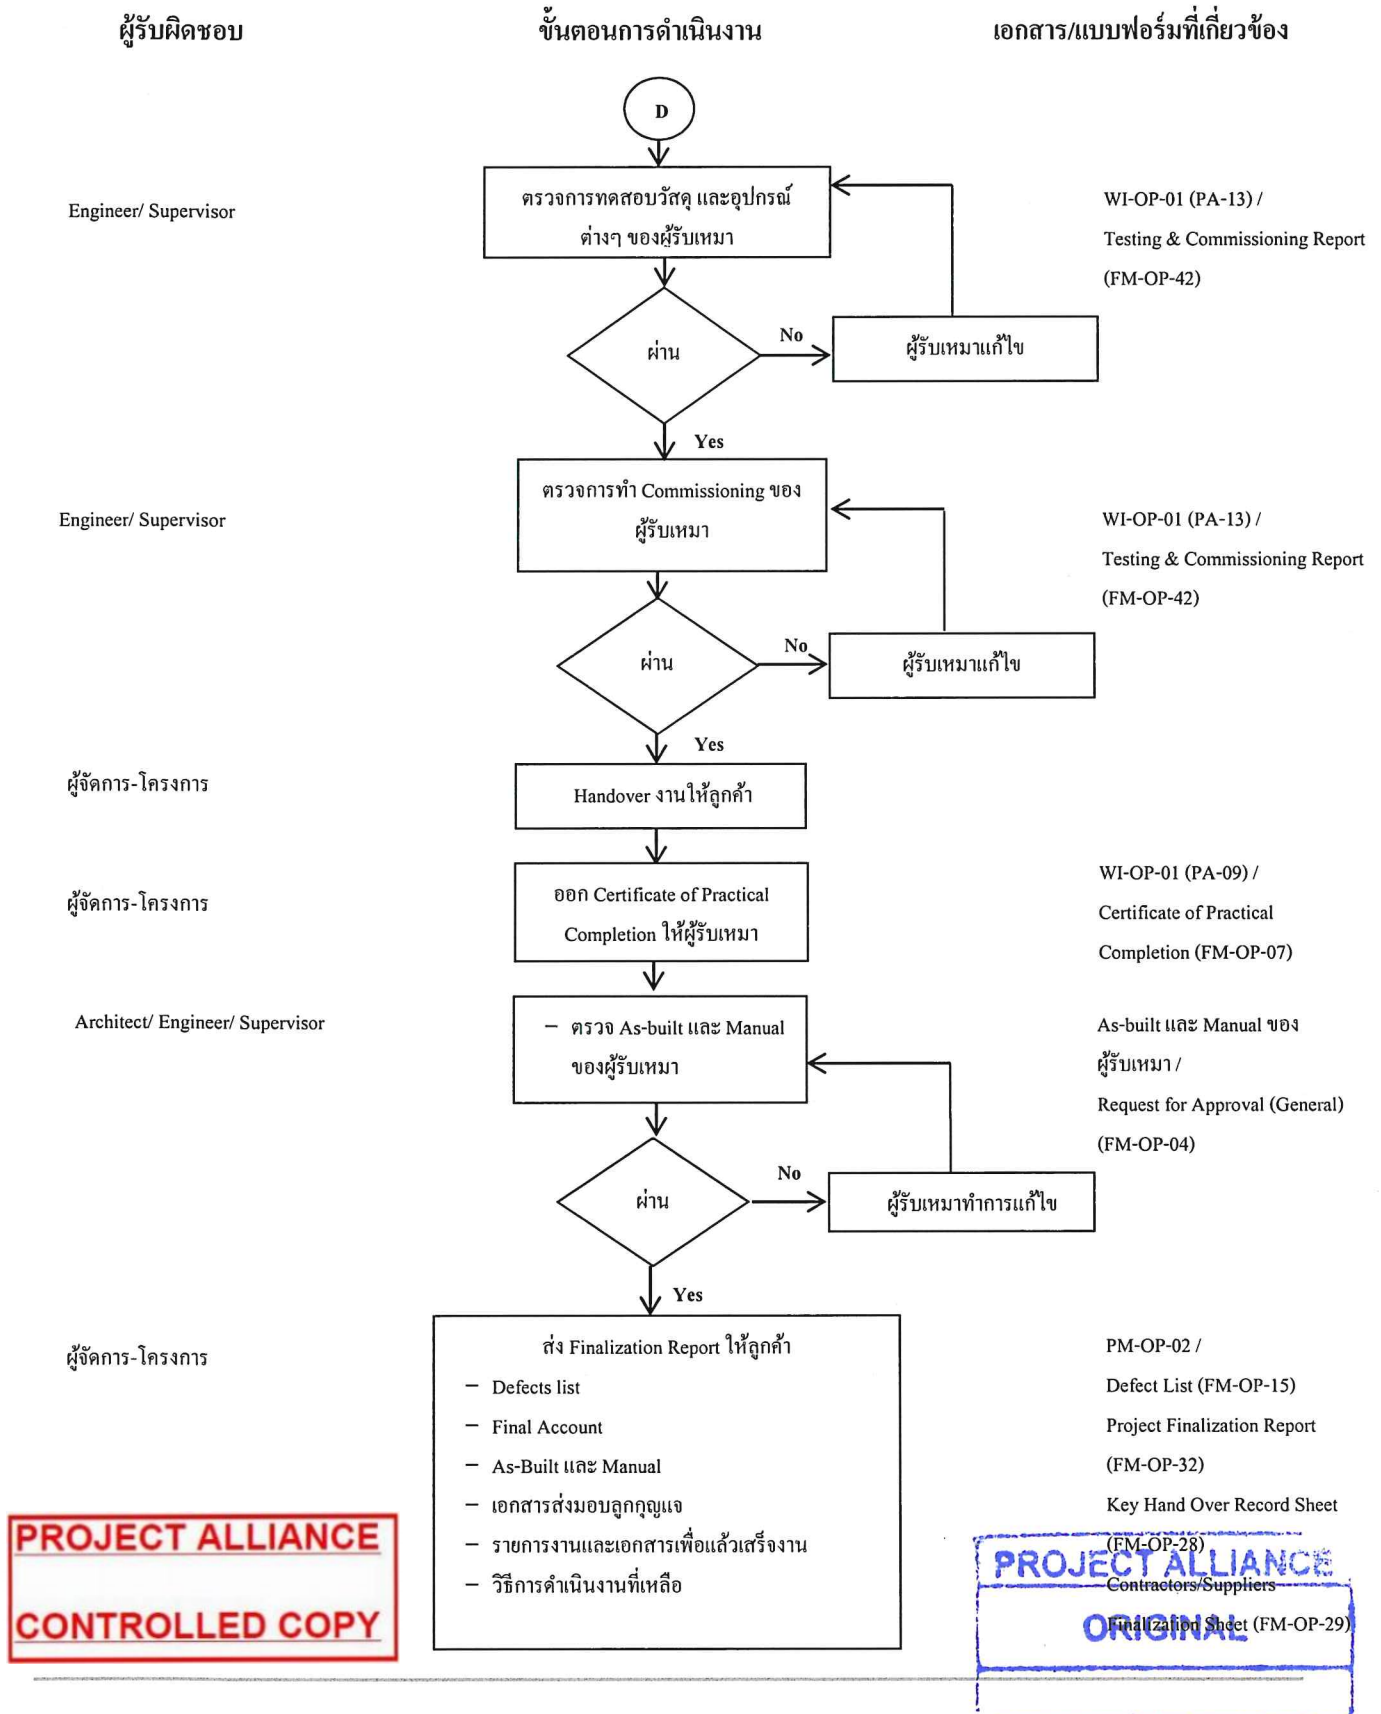 ผู้รับผิดชอบ
ขั้นตอนการดำเนินงาน
เอกสาร/แบบฟอร์มที่เกี่ยวข้อง
D
Engineer/ Supervisor
ตรวจการทดสอบวัสดุ และอุปกรณ์
ต่างๆ ของผู้รับเหมา
WI-OP-01 (PA-13) /
Testing & Commissioning Report
(FM-OP-42)
ผ่าน
No
ผู้รับเหมาแก้ไข
Yes
Engineer/ Supervisor
ตรวจการทำ Commissioning ของ
ผู้รับเหมา
WI-OP-01 (PA-13) /
Testing & Commissioning Report
(FM-OP-42)
ผ่าน
No
ผู้รับเหมาแก้ไข
Yes
ผู้จัดการ-โครงการ
Handover งานให้ลูกค้า
ผู้จัดการ-โครงการ
ออก Certificate of Practical
Completion ให้ผู้รับเหมา
WI-OP-01 (PA-09) /
Certificate of Practical
Completion (FM-OP-07)
Architect/ Engineer/ Supervisor
– ตรวจ As-built และ Manual
ของผู้รับเหมา
As-built และ Manual ของ
ผู้รับเหมา /
Request for Approval (General)
(FM-OP-04)
ผ่าน
No
ผู้รับเหมาทำการแก้ไข
Yes
ผู้จัดการ-โครงการ
ส่ง Finalization Report ให้ลูกค้า
– Defects list
– Final Account
– As-Built และ Manual
– เอกสารส่งมอบลูกกุญแจ
– รายการงานและเอกสารเพื่อแล้วเสร็จงาน
– วิธีการดำเนินงานที่เหลือ
PM-OP-02 /
Defect List (FM-OP-15)
Project Finalization Report
(FM-OP-32)
Key Hand Over Record Sheet
(FM-OP-28)
Contractors/Suppliers
Finalization Sheet (FM-OP-29)
PROJECT ALLIANCE
CONTROLLED COPY
PROJECT ALLIANCE
ORIGINAL